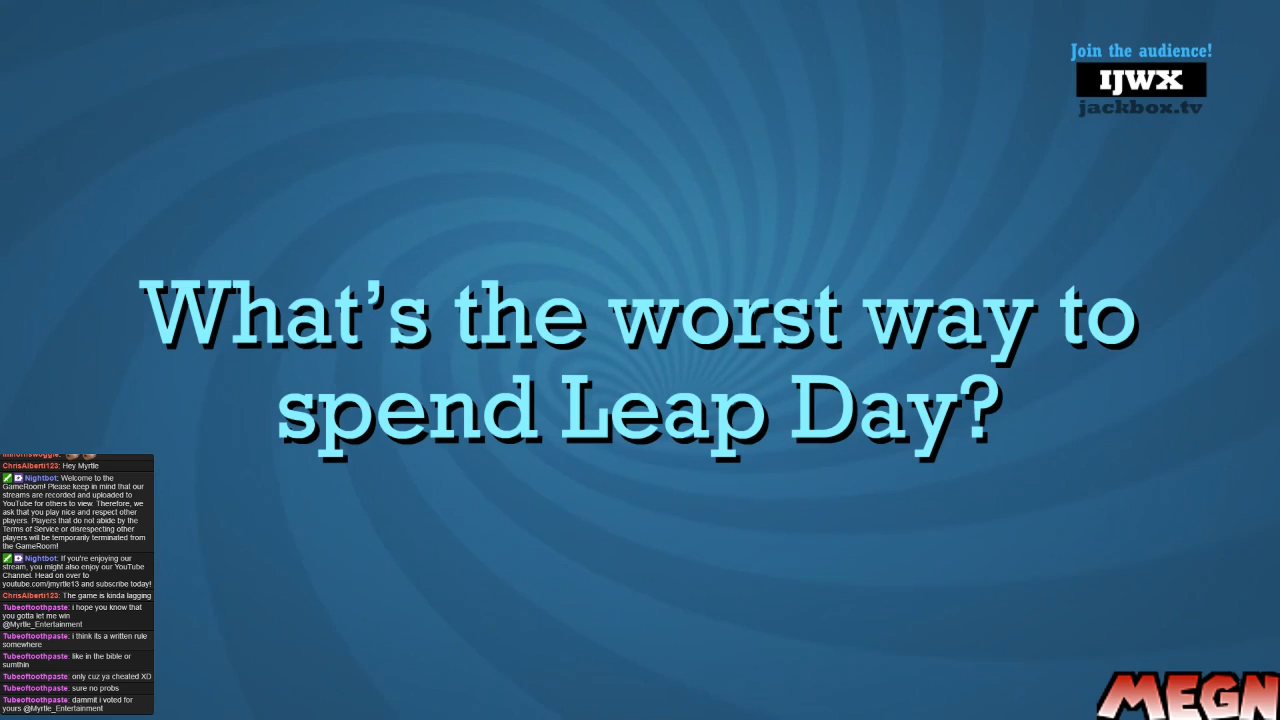 Join the audience!
IJWX
jackbox.tv
What's the worst way to
spend Leap Day?
ChrisAlberti123: Hey Myrtle
Nightbot: Welcome to the
GameRoom! Please keep in mind that our
streams are recorded and uploaded to
YouTube for others to view. Therefore, we
ask that you play nice and respect other
players. Players that do not abide by the
Terms of Service or disrespecting other
players will be temporarily terminated from
the GameRoom!
Nightbot: If you're enjoying our
stream, you might also enjoy our YouTube
Channel. Head on over to
youtube.com/jmyrtle13 and subscribe today!
ChrisAlberti123: The game is kinda lagging
Tubeoftoothpaste: i hope you know that
you gotta let me win
@Myrtle_Entertainment
Tubeoftoothpaste: i think its a written rule
somewhere
Tubeoftoothpaste: like in the bible or
sumthin
Tubeoftoothpaste: only cuz ya cheated XD
Tubeoftoothpaste: sure no probs
Tubeoftoothpaste: dammit i voted for
yours @Myrtle_Entertainment
MEGN